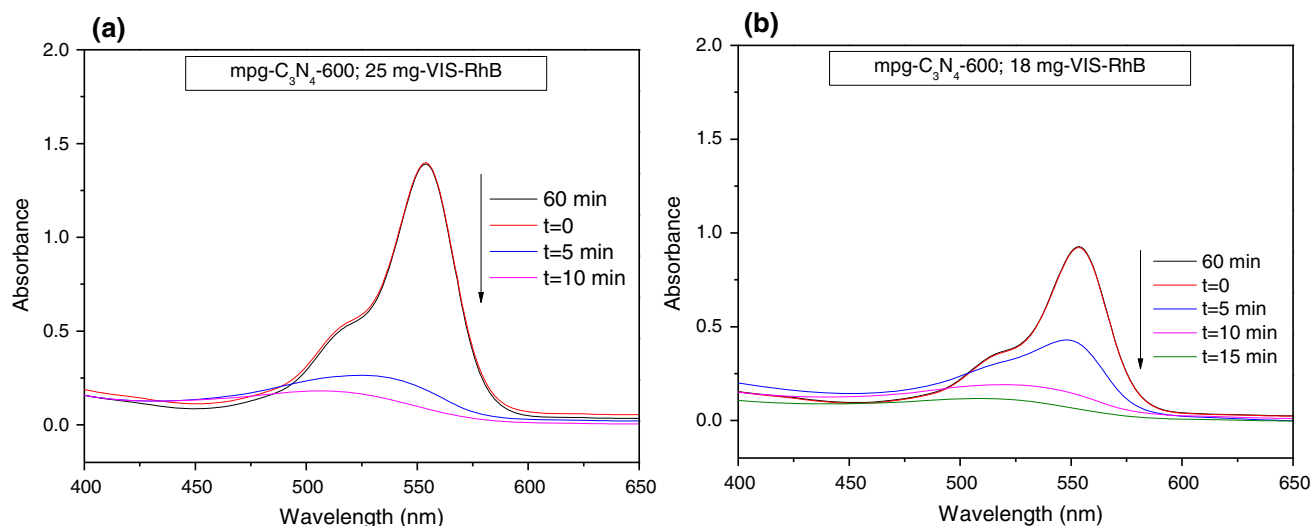 (a)
mpg-C₃N₄-600; 25 mg-VIS-RhB
2.0
1.5
1.0
0.5
0.0
Absorbance
60 min
t=0
t=5 min
t=10 min
400 450 500 550 600 650
Wavelength (nm)
(b)
mpg-C₃N₄-600; 18 mg-VIS-RhB
2.0
1.5
1.0
0.5
0.0
Absorbance
60 min
t=0
t=5 min
t=10 min
t=15 min
400 450 500 550 600 650
Wavelength (nm)